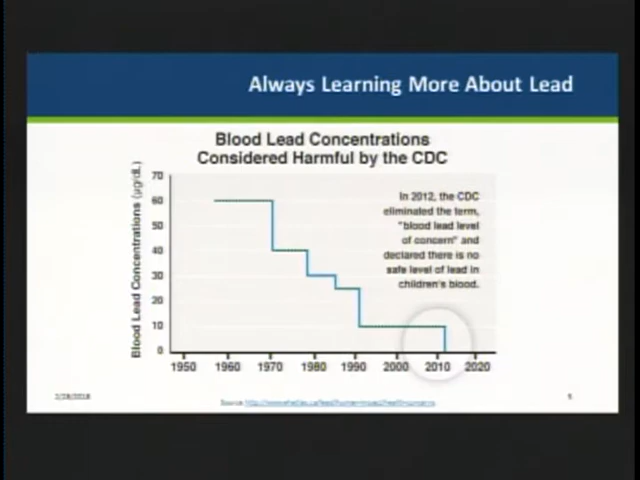 Always Learning More About Lead
Blood Lead Concentrations
Considered Harmful by the CDC
Blood Lead Concentrations (µg/dL)
70
60
50
40
30
20
10
0
In 2012, the CDC
eliminated the term,
"blood lead level
of concern" and
declared there is no
safe level of lead in
children's blood.
1950 1960 1970 1980 1990 2000 2010 2020
Source:
5